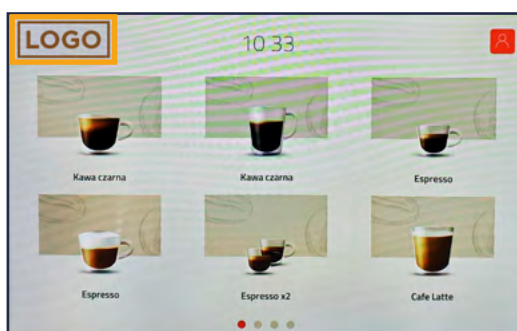 LOGO
10 33
Kawa czarna
Kawa czarna
Espresso
Espresso
Espresso x2
Cafe Latte